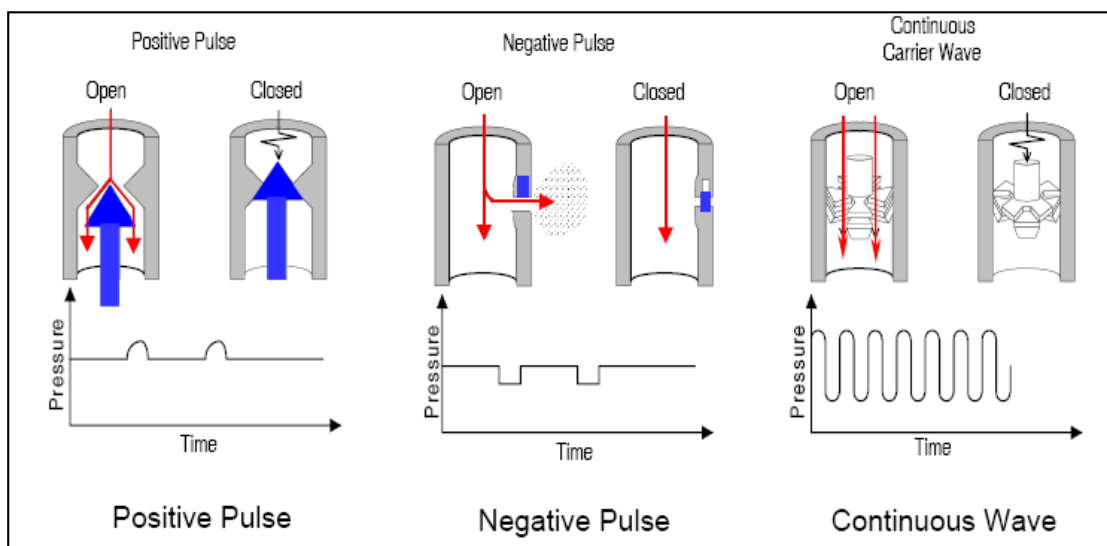 Positive Pulse
Open
Closed
Pressure
Time
Positive Pulse
Negative Pulse
Open
Closed
Pressure
Time
Negative Pulse
Continuous
Carrier Wave
Open
Closed
Pressure
Time
Continuous Wave